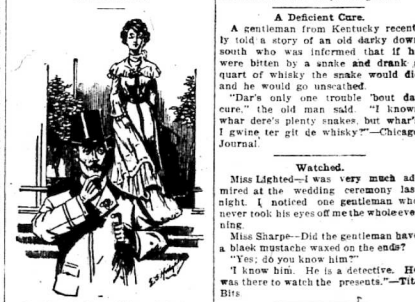 A Deficient Cure.
A gentleman from Kentucky recent
ly told a story of an old darky down
south who was informed that if h
were bitten by a snake and drank
quart of whisky the snake would di
and he would go unscathed.
"Dar's only one trouble 'bout da
cure," the old man said. "I know
whar dere's plenty snakes, but whar'
I gwine ter git de whisky?"—Chicag
Journal.
Watched.
Miss Lighted—I was very much ad
mired at the wedding ceremony las
night. I noticed one gentleman wh
never took his eyes off me the whole eve
ning.
Miss Sharpe—Did the gentleman hav
a black mustache waxed on the ends?
"Yes; do you know him?"
'I know him. He is a detective. H
was there to watch the presents."—Tit
Bits